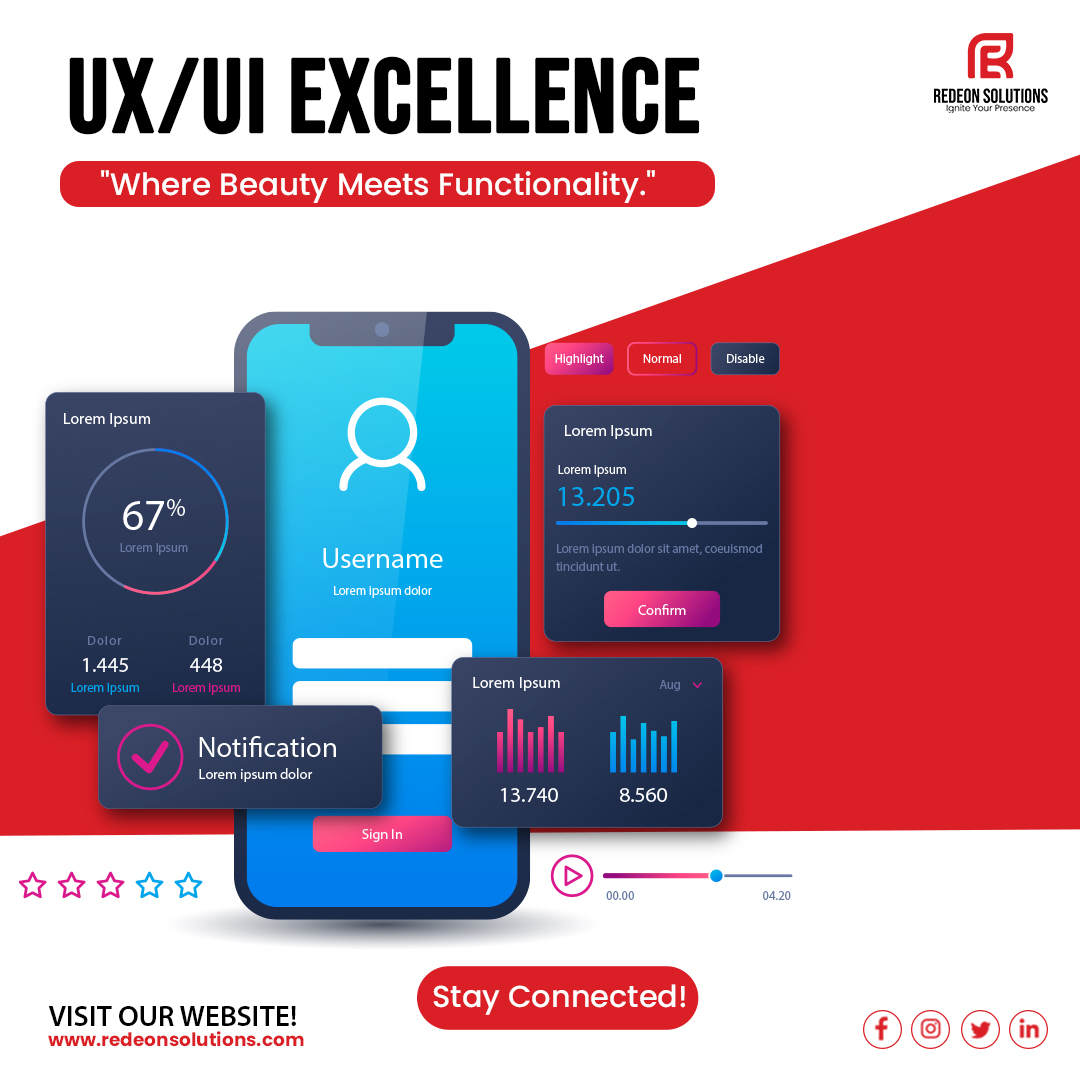 UX/UI EXCELLENCE
REDEON SOLUTIONS
Ignite Your Presence
"Where Beauty Meets Functionality."
Highlight
Normal
Disable
Lorem Ipsum
67%
Lorem Ipsum
Dolor
Dolor
1.445
448
Lorem Ipsum
Lorem Ipsum
Username
Lorem ipsum dolor
Lorem Ipsum
Lorem Ipsum
13.205
Lorem ipsum dolor sit amet, coeuismod
tincidunt ut.
Confirm
Lorem Ipsum
Aug
13.740
8.560
Notification
Lorem ipsum dolor
Sign In
00.00
04.20
Stay Connected!
VISIT OUR WEBSITE!
www.redeonsolutions.com